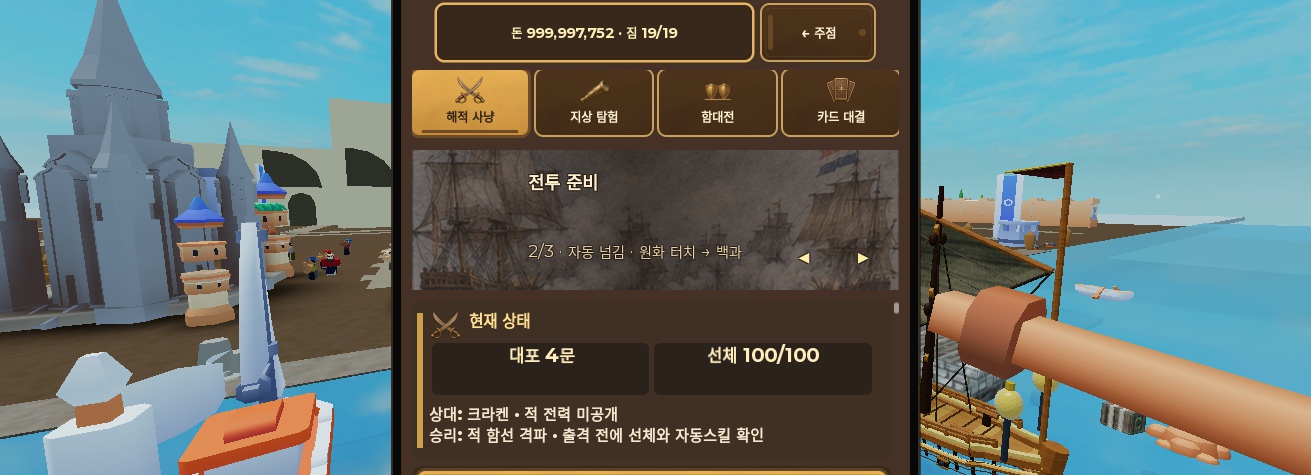 돈 999,997,752 · 짐 19/19
← 주점
해적 사냥
지상 탐험
함대전
카드 대결
전투 준비
2/3 · 자동 넘김 · 원화 터치 → 백과
◀ ▶
현재 상태
대포 4문
선체 100/100
상대: 크라켄 • 적 전력 미공개
승리: 적 함선 격파 • 출격 전에 선체와 자동스킬 확인